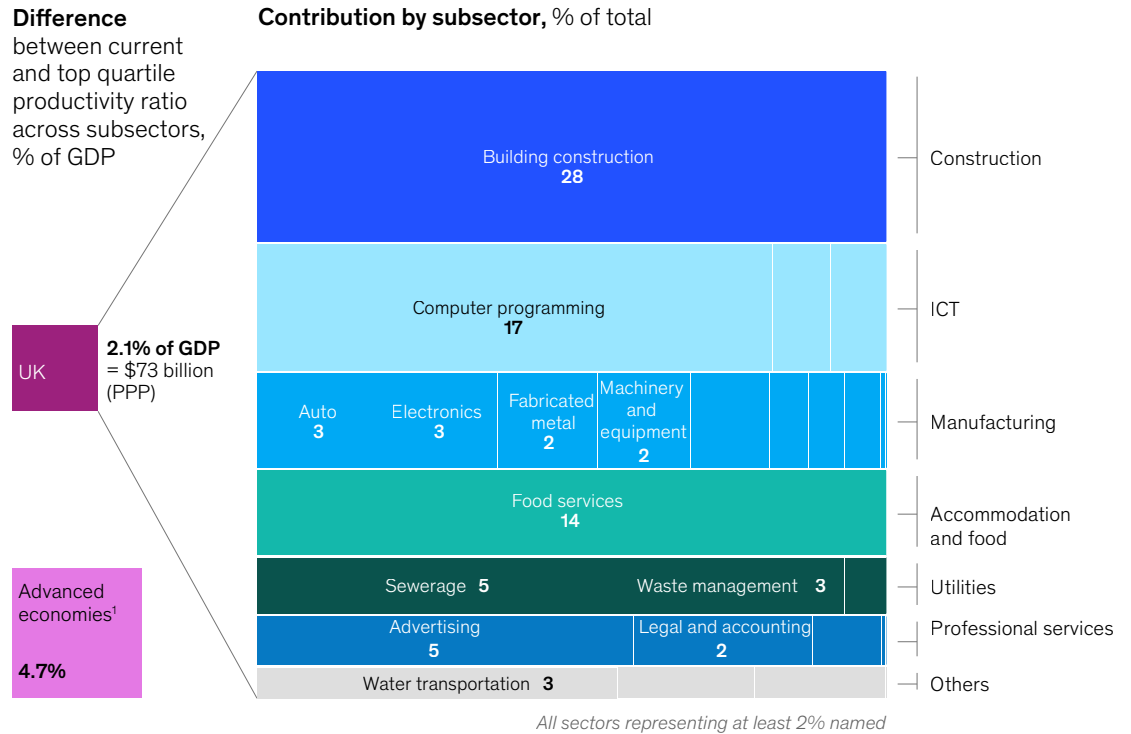 Difference
between current
and top quartile
productivity ratio
across subsectors,
% of GDP
Contribution by subsector, % of total
UK
2.1% of GDP
= $73 billion
(PPP)
Advanced
economies¹
4.7%
Building construction
28
Construction
Computer programming
17
ICT
Auto
3
Electronics
3
Fabricated
metal
2
Machinery
and
equipment
2
Manufacturing
Food services
14
Accommodation
and food
Sewerage 5
Waste management 3
Utilities
Advertising
5
Legal and accounting
2
Professional services
Water transportation 3
Others
All sectors representing at least 2% named